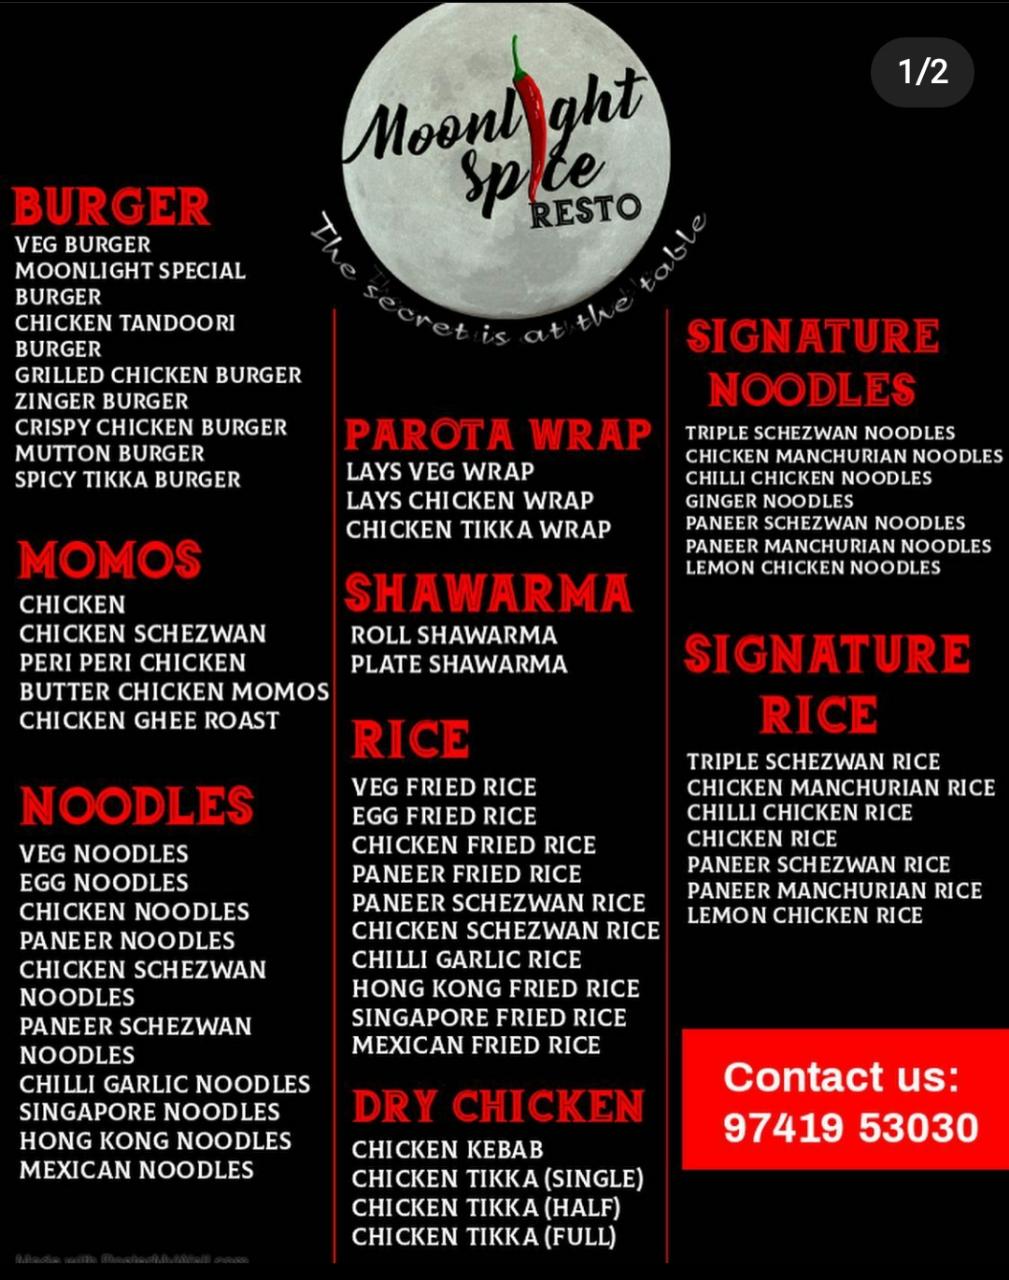 1/2
Moonlight
Spice
RESTO
The secret is at the table
BURGER
VEG BURGER
MOONLIGHT SPECIAL
BURGER
CHICKEN TANDOORI
BURGER
GRILLED CHICKEN BURGER
ZINGER BURGER
CRISPY CHICKEN BURGER
MUTTON BURGER
SPICY TIKKA BURGER
MOMOS
CHICKEN
CHICKEN SCHEZWAN
PERI PERI CHICKEN
BUTTER CHICKEN MOMOS
CHICKEN GHEE ROAST
NOODLES
VEG NOODLES
EGG NOODLES
CHICKEN NOODLES
PANEER NOODLES
CHICKEN SCHEZWAN
NOODLES
PANEER SCHEZWAN
NOODLES
CHILLI GARLIC NOODLES
SINGAPORE NOODLES
HONG KONG NOODLES
MEXICAN NOODLES
Made with PosterMyWall.com
PAROTA WRAP
LAYS VEG WRAP
LAYS CHICKEN WRAP
CHICKEN TIKKA WRAP
SHAWARMA
ROLL SHAWARMA
PLATE SHAWARMA
RICE
VEG FRIED RICE
EGG FRIED RICE
CHICKEN FRIED RICE
PANEER FRIED RICE
PANEER SCHEZWAN RICE
CHICKEN SCHEZWAN RICE
CHILLI GARLIC RICE
HONG KONG FRIED RICE
SINGAPORE FRIED RICE
MEXICAN FRIED RICE
DRY CHICKEN
CHICKEN KEBAB
CHICKEN TIKKA (SINGLE)
CHICKEN TIKKA (HALF)
CHICKEN TIKKA (FULL)
SIGNATURE
NOODLES
TRIPLE SCHEZWAN NOODLES
CHICKEN MANCHURIAN NOODLES
CHILLI CHICKEN NOODLES
GINGER NOODLES
PANEER SCHEZWAN NOODLES
PANEER MANCHURIAN NOODLES
LEMON CHICKEN NOODLES
SIGNATURE
RICE
TRIPLE SCHEZWAN RICE
CHICKEN MANCHURIAN RICE
CHILLI CHICKEN RICE
CHICKEN RICE
PANEER SCHEZWAN RICE
PANEER MANCHURIAN RICE
LEMON CHICKEN RICE
Contact us:
97419 53030